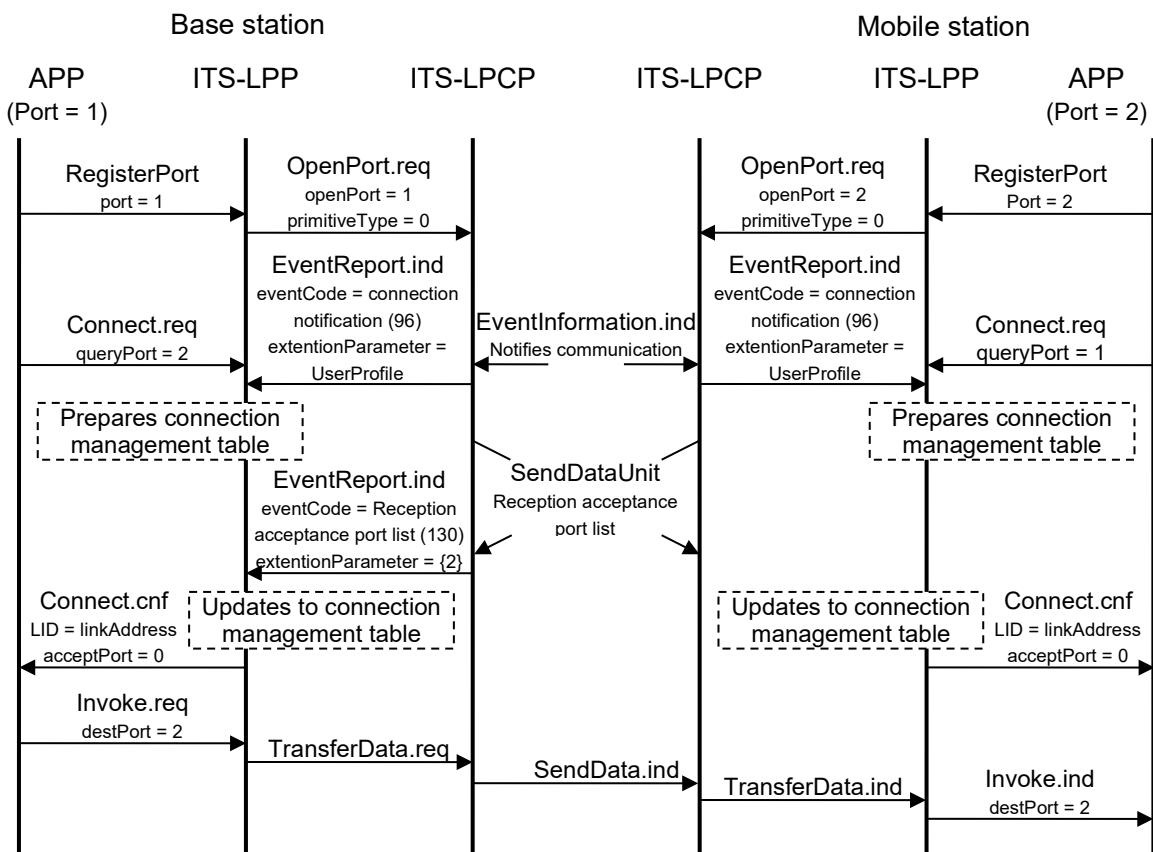 Base station
Mobile station
APP
ITS-LPP
ITS-LPCP
ITS-LPCP
ITS-LPP
APP
(Port = 1)
(Port = 2)
RegisterPort
port = 1
OpenPort.req
openPort = 1
primitiveType = 0
OpenPort.req
openPort = 2
primitiveType = 0
RegisterPort
Port = 2
EventReport.ind
eventCode = connection
notification (96)
extentionParameter =
UserProfile
EventReport.ind
eventCode = connection
notification (96)
extentionParameter =
UserProfile
Connect.req
queryPort = 2
EventInformation.ind
Notifies communication
Connect.req
queryPort = 1
Prepares connection
management table
Prepares connection
management table
SendDataUnit
Reception acceptance
port list
EventReport.ind
eventCode = Reception
acceptance port list (130)
extentionParameter = {2}
Connect.cnf
LID = linkAddress
acceptPort = 0
Updates to connection
management table
Updates to connection
management table
Connect.cnf
LID = linkAddress
acceptPort = 0
Invoke.req
destPort = 2
TransferData.req
SendData.ind
TransferData.ind
Invoke.ind
destPort = 2